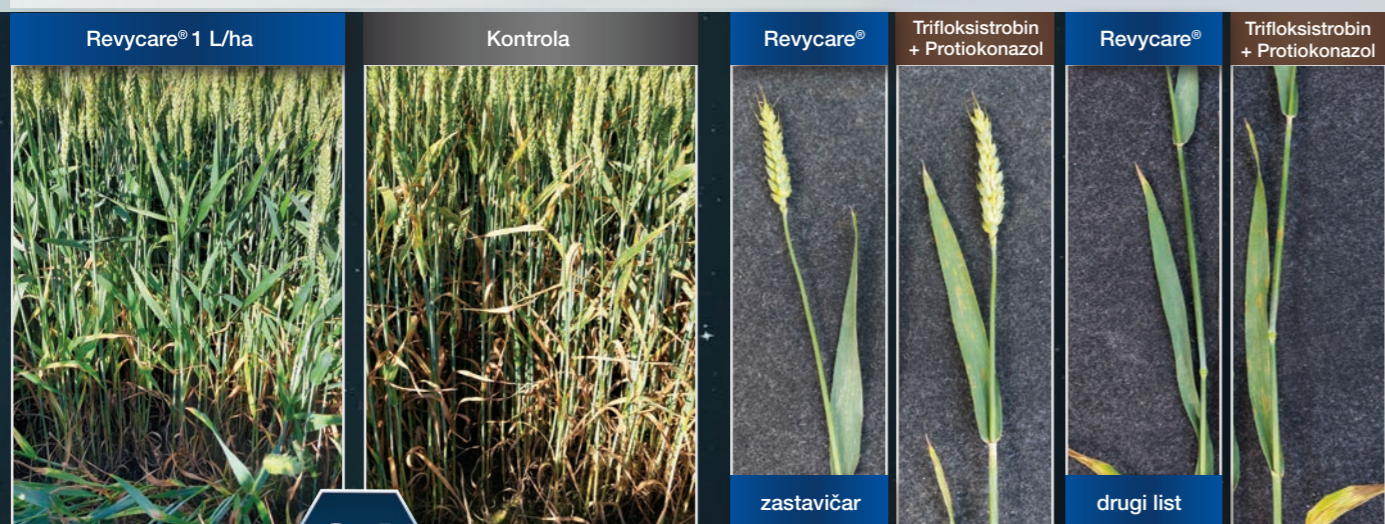 Revycare® 1 L/ha
Kontrola
Revycare®
Trifloksistrobin
+ Protiokonazol
Revycare®
Trifloksistrobin
+ Protiokonazol
zastavičar
drugi list